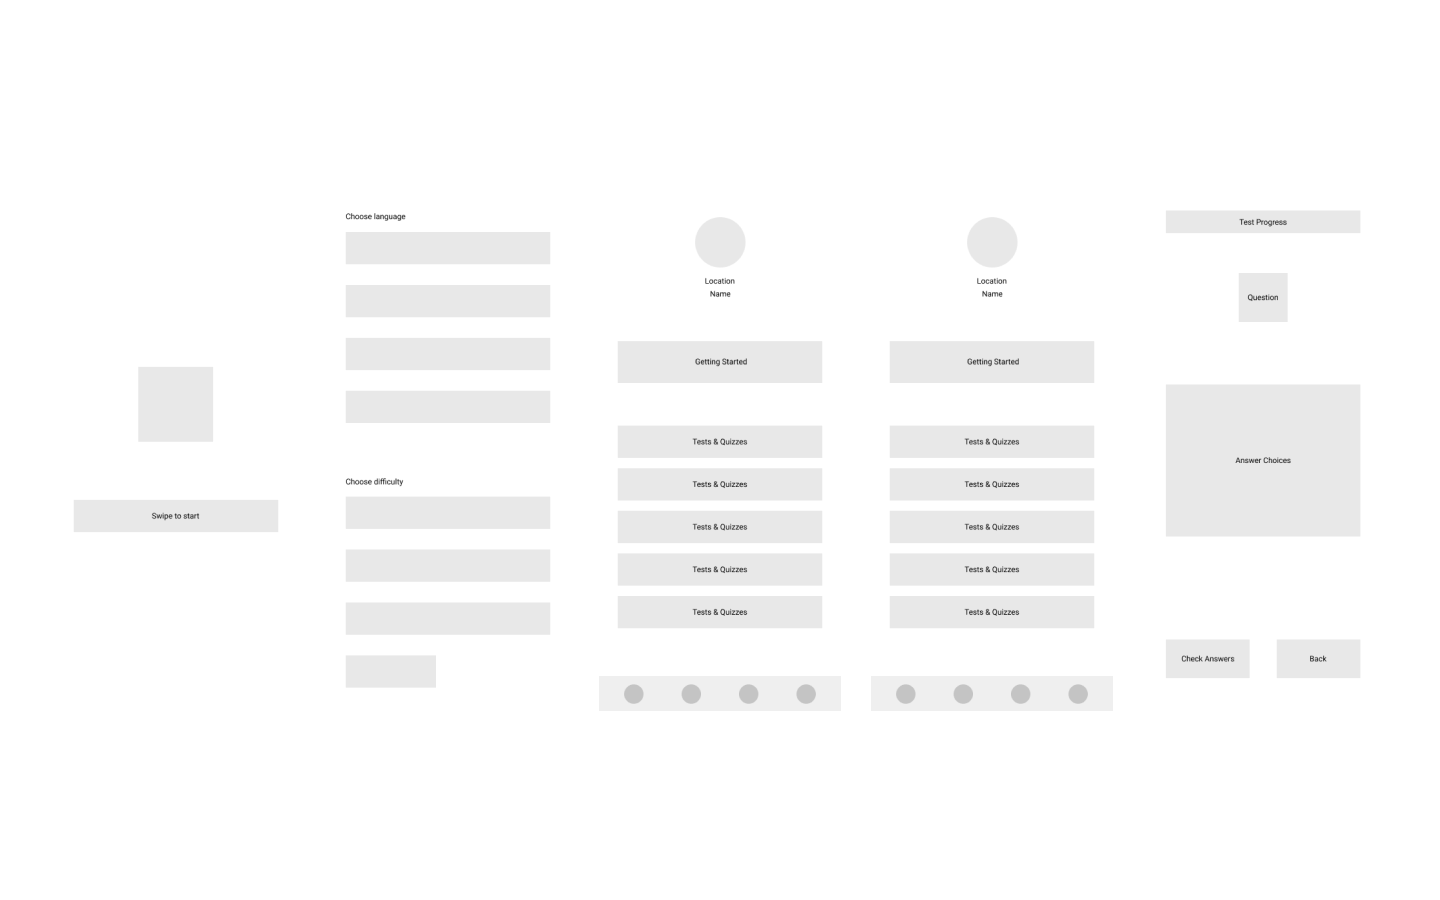 Swipe to start
Choose language
Choose difficulty
Location
Name
Getting Started
Tests & Quizzes
Tests & Quizzes
Tests & Quizzes
Tests & Quizzes
Tests & Quizzes
Location
Name
Getting Started
Tests & Quizzes
Tests & Quizzes
Tests & Quizzes
Tests & Quizzes
Tests & Quizzes
Test Progress
Question
Answer Choices
Check Answers
Back